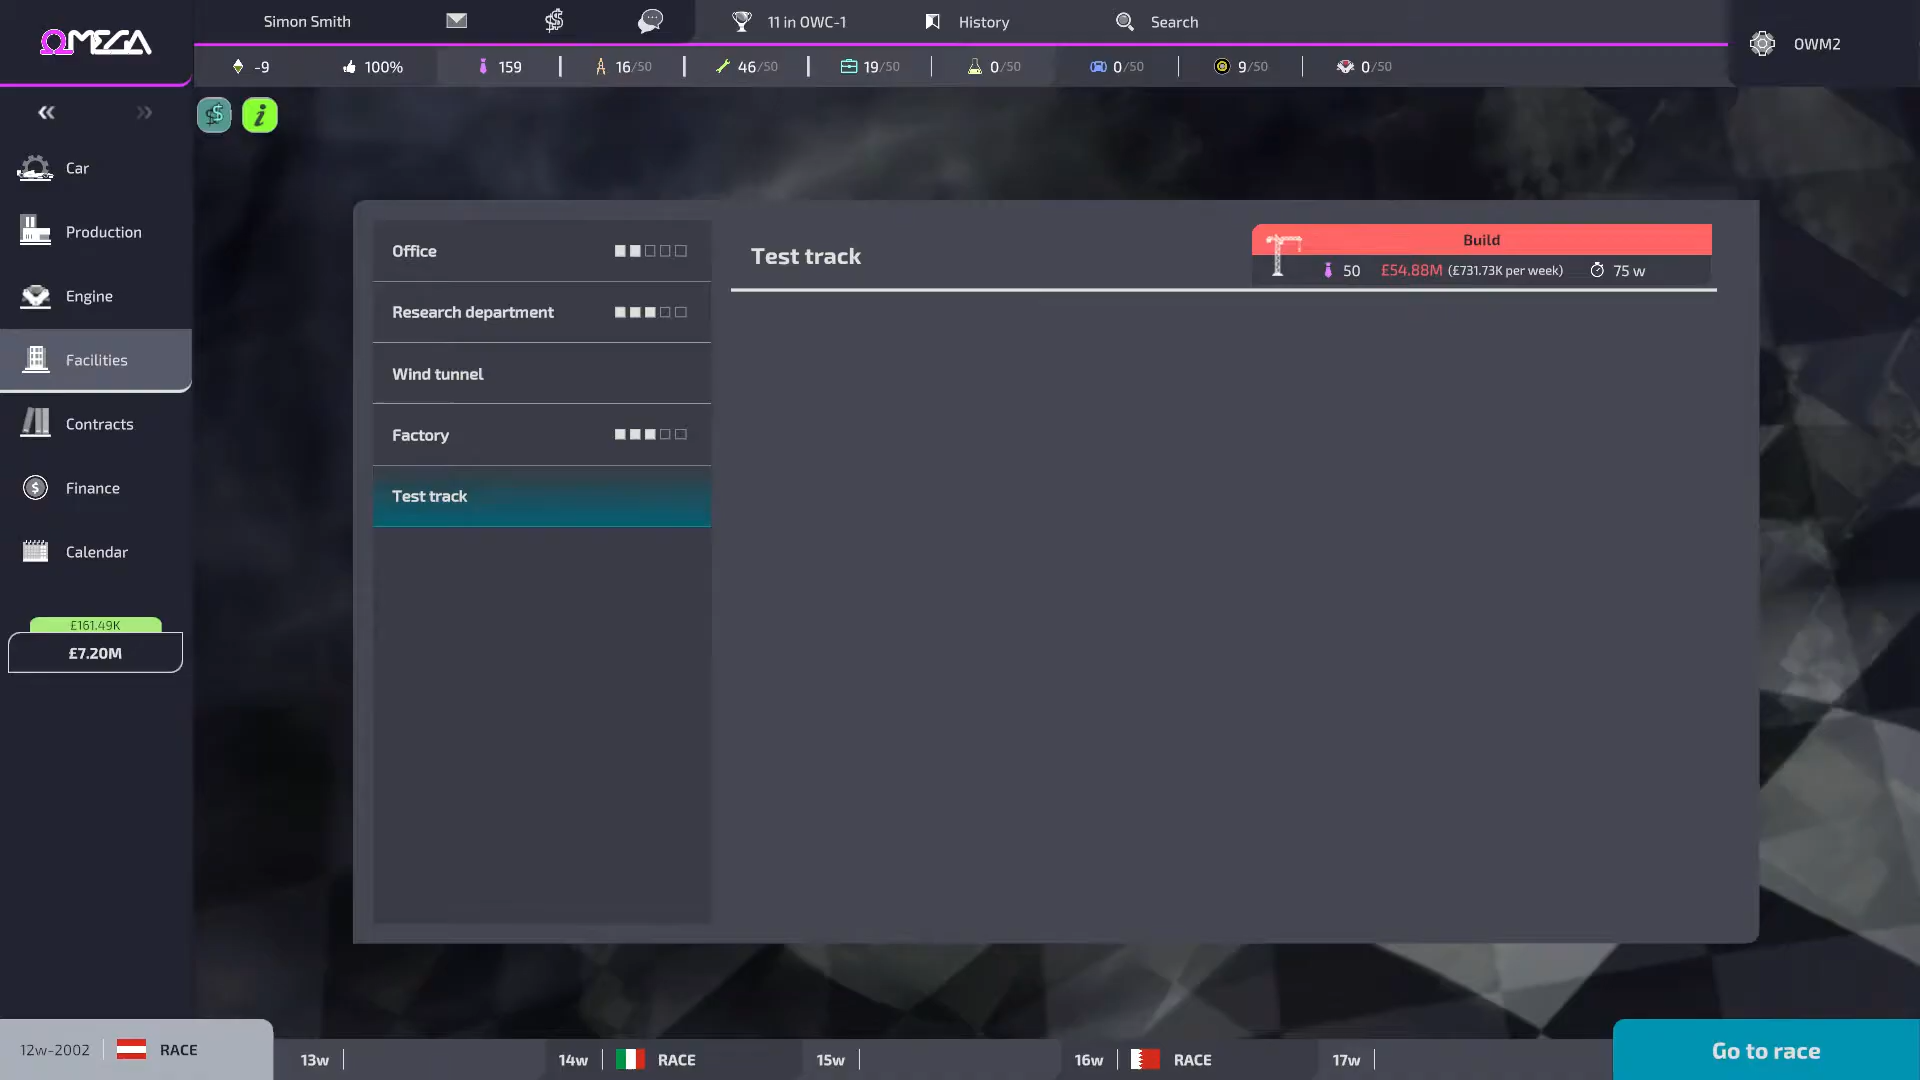 ΩMEGA
Simon Smith
11 in OWC-1
History
Search
OWM2
-9
100%
159
16/50
46/50
19/50
0/50
0/50
9/50
0/50
Car
Production
Engine
Facilities
Contracts
Finance
Calendar
£161.49K
£7.20M
Office
Research department
Wind tunnel
Factory
Test track
Test track
Build
50 £54.88M (£731.73K per week) 75 w
12w-2002 RACE
13w
14w RACE
15w
16w RACE
17w
Go to race